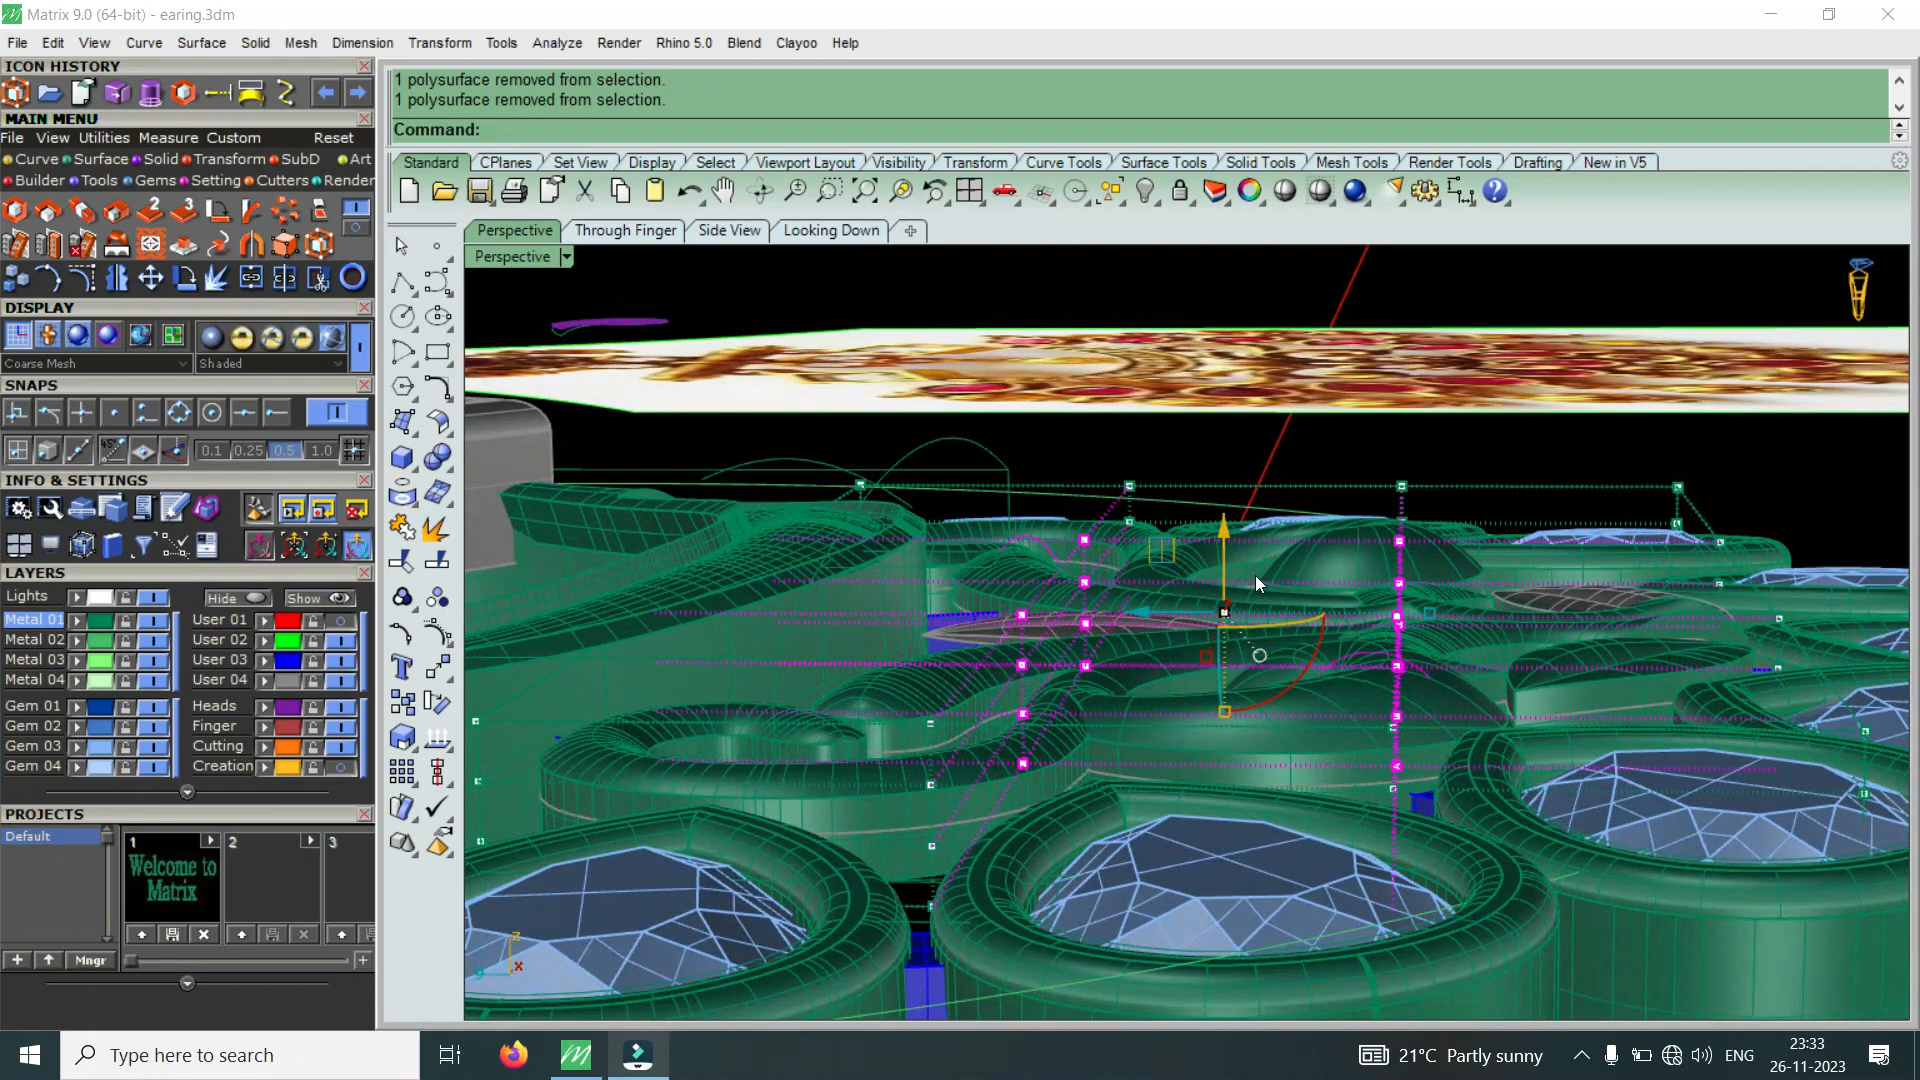 Matrix 9.0 (64-bit) - earing.3dm
File Edit View Curve Surface Solid Mesh Dimension Transform Tools Analyze Render Rhino 5.0 Blend Clayoo Help
ICON HISTORY
MAIN MENU
File View Utilities Measure Custom Reset
Curve Surface Solid Transform SubD Art
Builder Tools Gems Setting Cutters Render
2 3
DISPLAY
Coarse Mesh Shaded
SNAPS
0.1 0.25 0.5 1.0
INFO & SETTINGS
LAYERS
Lights Hide Show
Metal 01 User 01
Metal 02 User 02
Metal 03 User 03
Metal 04 User 04
Gem 01 Heads
Gem 02 Finger
Gem 03 Cutting
Gem 04 Creation
PROJECTS
Default
1 2 3
Welcome to
Matrix
Mngr
1 polysurface removed from selection.
1 polysurface removed from selection.
Command:
Standard CPlanes Set View Display Select Viewport Layout Visibility Transform Curve Tools Surface Tools Solid Tools Mesh Tools Render Tools Drafting New in V5
Perspective Through Finger Side View Looking Down
Perspective
z
x
y
Type here to search
21°C Partly sunny
ENG
23:33
26-11-2023